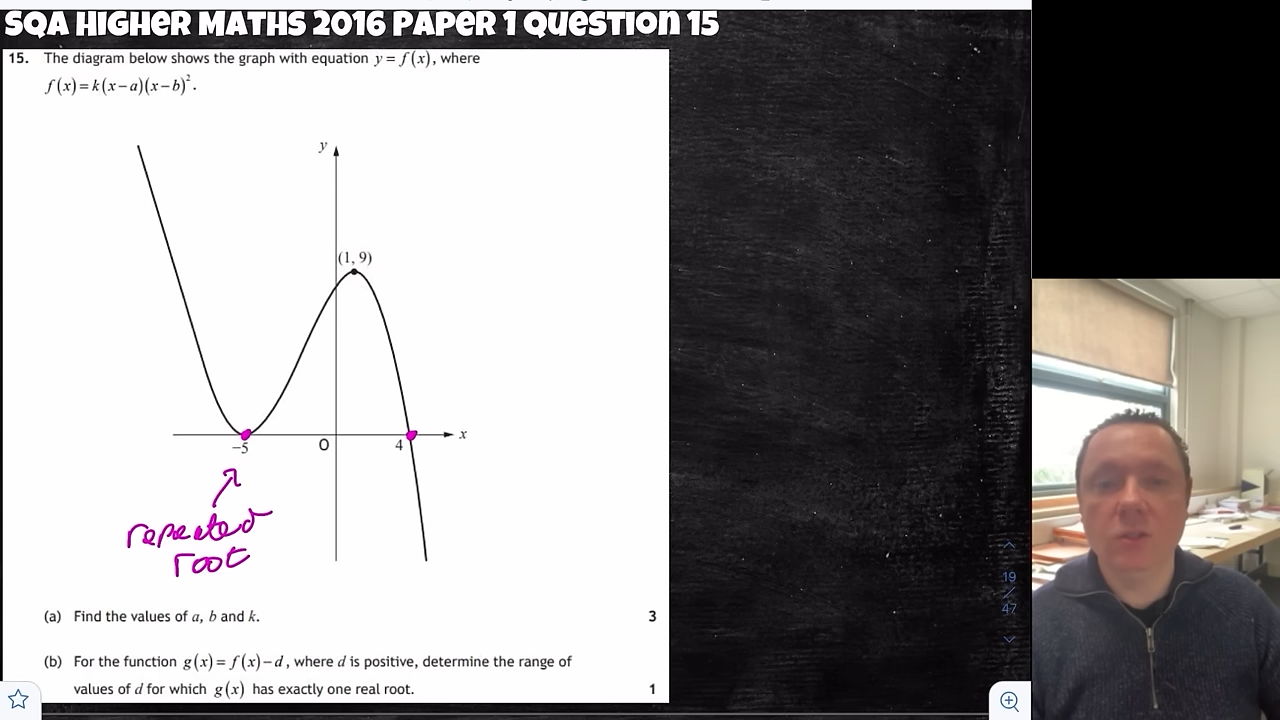 SQA HIGHER MATHS 2016 PAPER 1 QUESTION 15
15. The diagram below shows the graph with equation y = f(x), where
f(x) = k(x − a)(x − b)².
y
(1, 9)
−5
O
4
x
repeated
root
(a) Find the values of a, b and k. 3
(b) For the function g(x) = f(x) − d, where d is positive, determine the range of
values of d for which g(x) has exactly one real root. 1
19
/
47